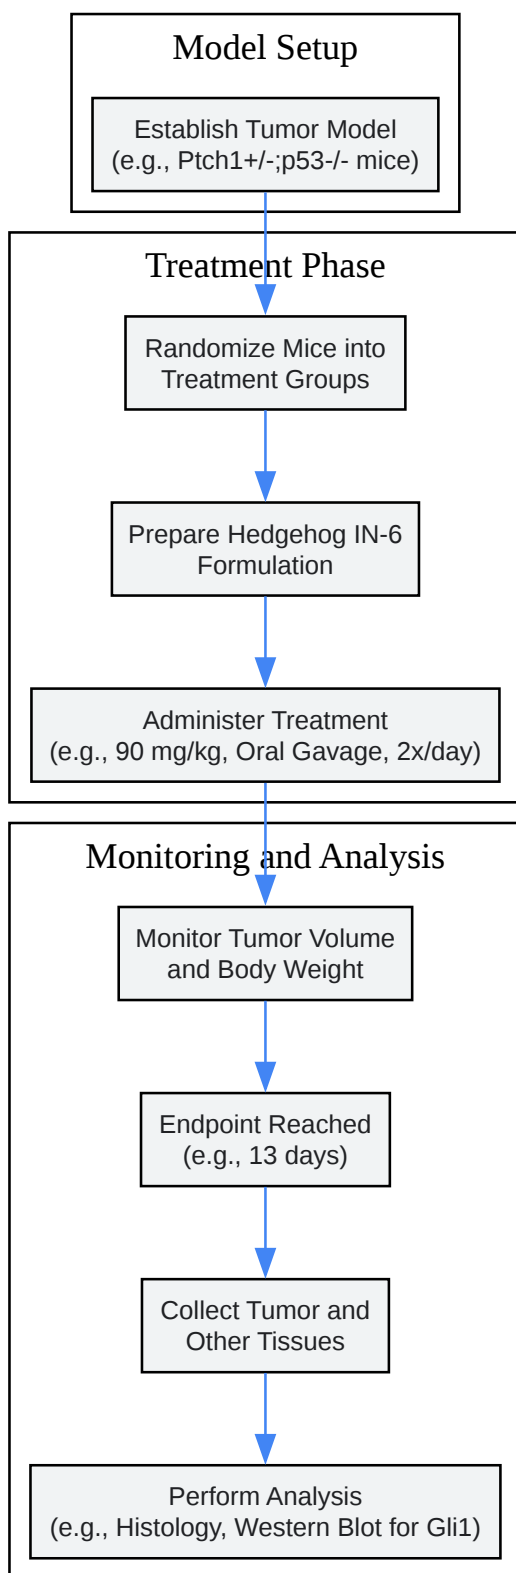 Model Setup
Establish Tumor Model
(e.g., Ptch1+/-;p53-/- mice)
Treatment Phase
Randomize Mice into
Treatment Groups
Prepare Hedgehog IN-6
Formulation
Administer Treatment
(e.g., 90 mg/kg, Oral Gavage, 2x/day)
Monitoring and Analysis
Monitor Tumor Volume
and Body Weight
Endpoint Reached
(e.g., 13 days)
Collect Tumor and
Other Tissues
Perform Analysis
(e.g., Histology, Western Blot for Gli1)